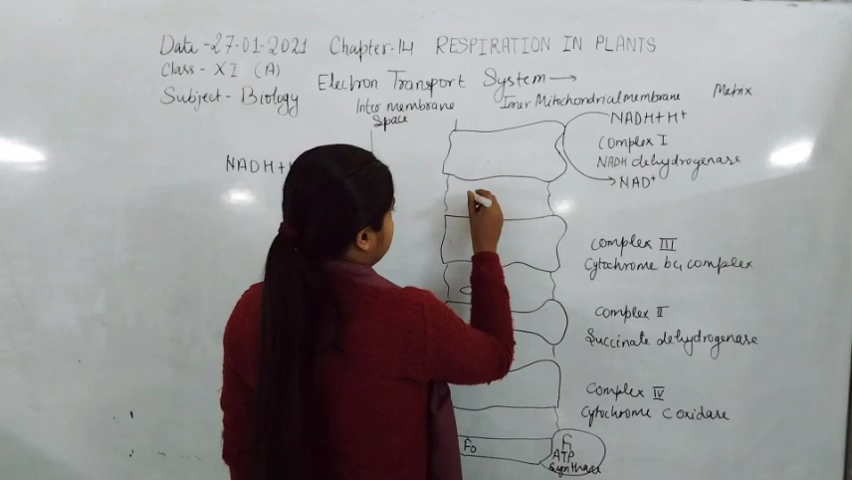 Date - 27-01-2021 Chapter-14 RESPIRATION IN PLANTS
Class - XI (A)
Electron Transport System →
Subject - Biology
Inter membrane
Space
Inner Mitochondrial membrane
Matrix
NADH+H⁺
Complex I
NADH dehydrogenase
NAD⁺
NADH+
Complex III
Cytochrome bc₁ complex
Complex II
Succinate dehydrogenase
Complex IV
Cytochrome c oxidase
F₀
F₁
ATP
Synthase